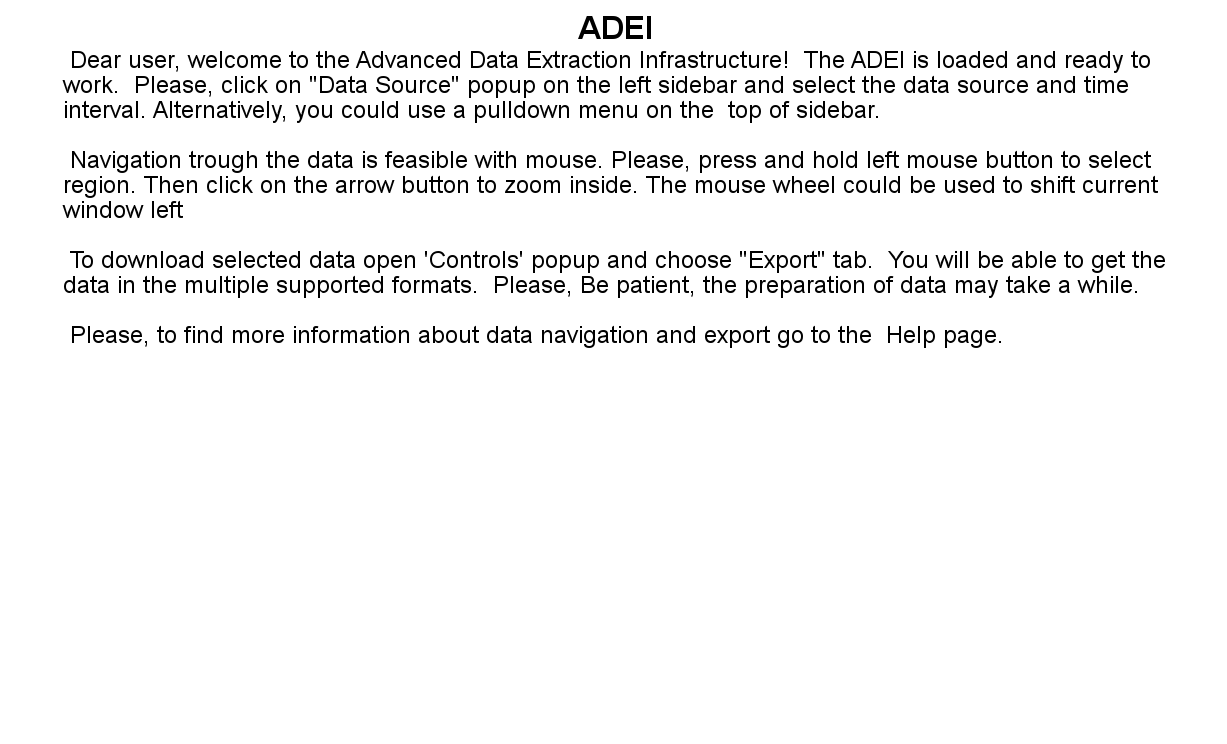 ADEI
Dear user, welcome to the Advanced Data Extraction Infrastructure!  The ADEI is loaded and ready to
work.  Please, click on "Data Source" popup on the left sidebar and select the data source and time
interval. Alternatively, you could use a pulldown menu on the  top of sidebar.
Navigation trough the data is feasible with mouse. Please, press and hold left mouse button to select
region. Then click on the arrow button to zoom inside. The mouse wheel could be used to shift current
window left
To download selected data open 'Controls' popup and choose "Export" tab.  You will be able to get the
data in the multiple supported formats.  Please, Be patient, the preparation of data may take a while.
Please, to find more information about data navigation and export go to the  Help page.